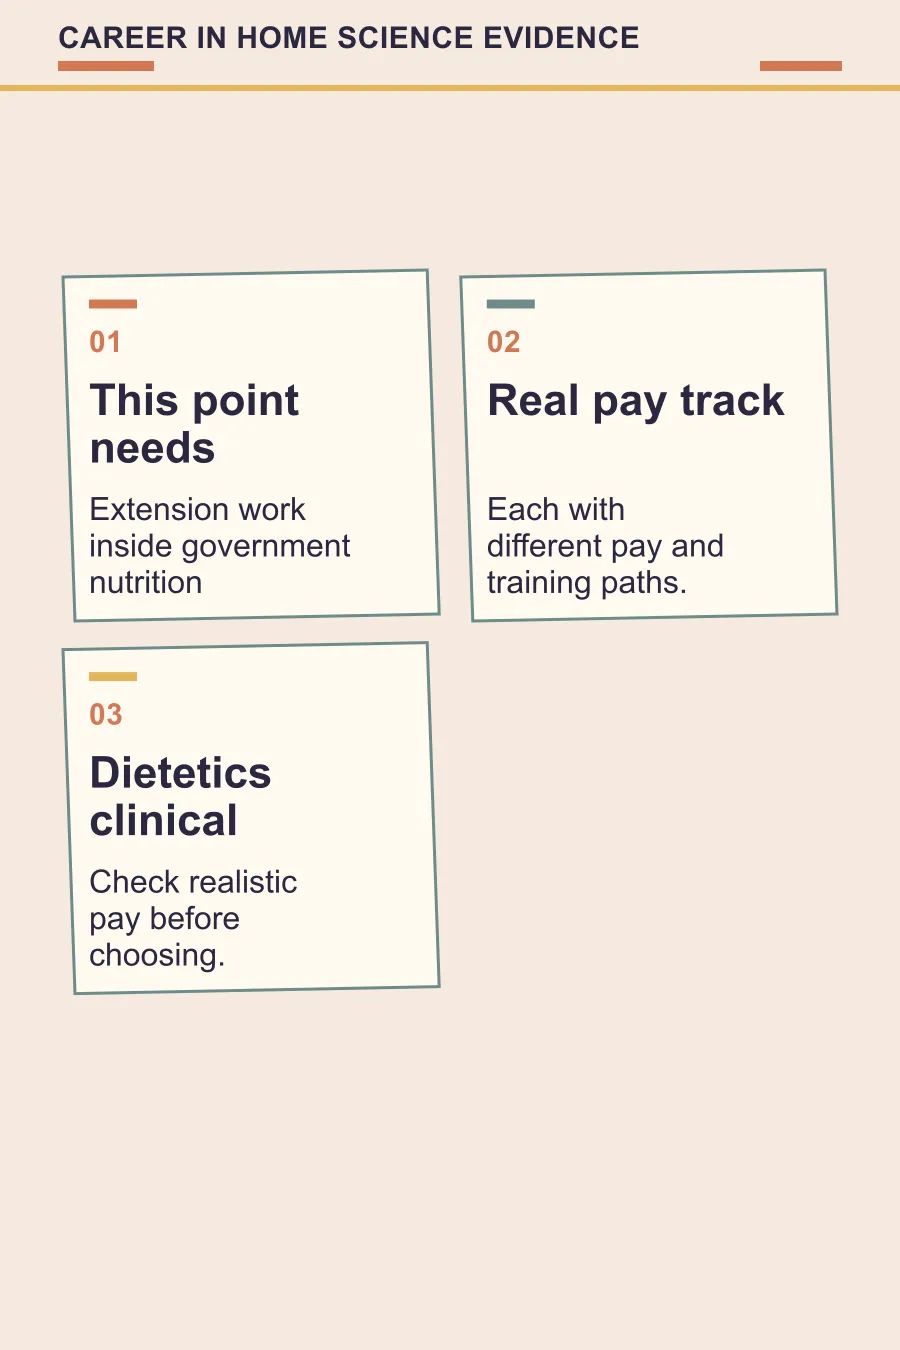 CAREER IN HOME SCIENCE EVIDENCE
01
This point
needs
Extension work
inside government
nutrition
02
Real pay track
Each with
different pay and
training paths.
03
Dietetics
clinical
Check realistic
pay before
choosing.